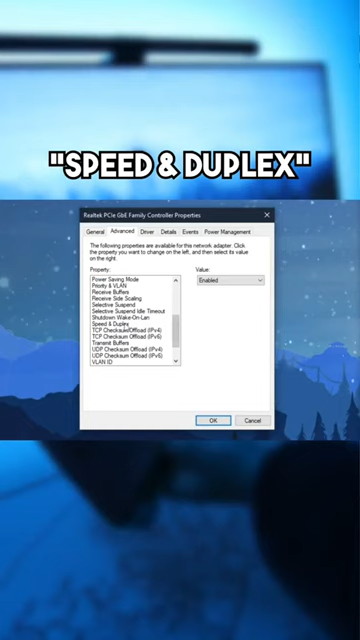 "SPEED & DUPLEX"
Realtek PCIe GbE Family Controller Properties
General Advanced Driver Details Events Power Management
The following properties are available for this network adapter. Click
the property you want to change on the left, and then select its value
on the right.
Property: Value:
Power Saving Mode Enabled
Priority & VLAN
Receive Buffers
Receive Side Scaling
Selective Suspend
Selective Suspend Idle Timeout
Shutdown Wake-On-Lan
Speed & Duplex
TCP Checksum Offload (IPv4)
TCP Checksum Offload (IPv6)
Transmit Buffers
UDP Checksum Offload (IPv4)
UDP Checksum Offload (IPv6)
VLAN ID
OK Cancel